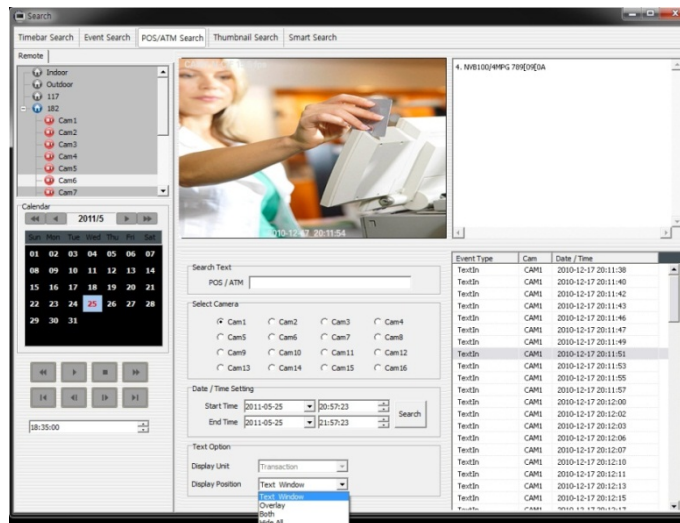 Search
Timebar Search Event Search POS/ATM Search Thumbnail Search Smart Search
Remote
Indoor
Outdoor
117
182
Cam1
Cam2
Cam3
Cam4
Cam5
Cam6
Cam7
Calendar
2011/5
Sun Mon Tue Wed Thu Fri Sat
01 02 03 04 05 06 07
08 09 10 11 12 13 14
15 16 17 18 19 20 21
22 23 24 25 26 27 28
29 30 31
18:35:00
20:11:54
4. NVB100/4MPG 789[09[0A
Search Text
POS / ATM
Select Camera
Cam1 Cam2 Cam3 Cam4
Cam5 Cam6 Cam7 Cam8
Cam9 Cam10 Cam11 Cam12
Cam13 Cam14 Cam15 Cam16
Date / Time Setting
Start Time 2011-05-25 20:57:23
End Time 2011-05-25 21:57:23
Search
Text Option
Display Unit Transaction
Display Position Text Window
Text Window
Overlay
Both
Hide All
Event Type Cam Date / Time
TextIn CAM1 2010-12-17 20:11:38
TextIn CAM1 2010-12-17 20:11:40
TextIn CAM1 2010-12-17 20:11:42
TextIn CAM1 2010-12-17 20:11:43
TextIn CAM1 2010-12-17 20:11:46
TextIn CAM1 2010-12-17 20:11:47
TextIn CAM1 2010-12-17 20:11:49
TextIn CAM1 2010-12-17 20:11:51
TextIn CAM1 2010-12-17 20:11:53
TextIn CAM1 2010-12-17 20:11:55
TextIn CAM1 2010-12-17 20:11:57
TextIn CAM1 2010-12-17 20:12:00
TextIn CAM1 2010-12-17 20:12:02
TextIn CAM1 2010-12-17 20:12:03
TextIn CAM1 2010-12-17 20:12:06
TextIn CAM1 2010-12-17 20:12:07
TextIn CAM1 2010-12-17 20:12:10
TextIn CAM1 2010-12-17 20:12:11
TextIn CAM1 2010-12-17 20:12:13
TextIn CAM1 2010-12-17 20:12:15
TextIn CAM1 2010-12-17 20:12:17